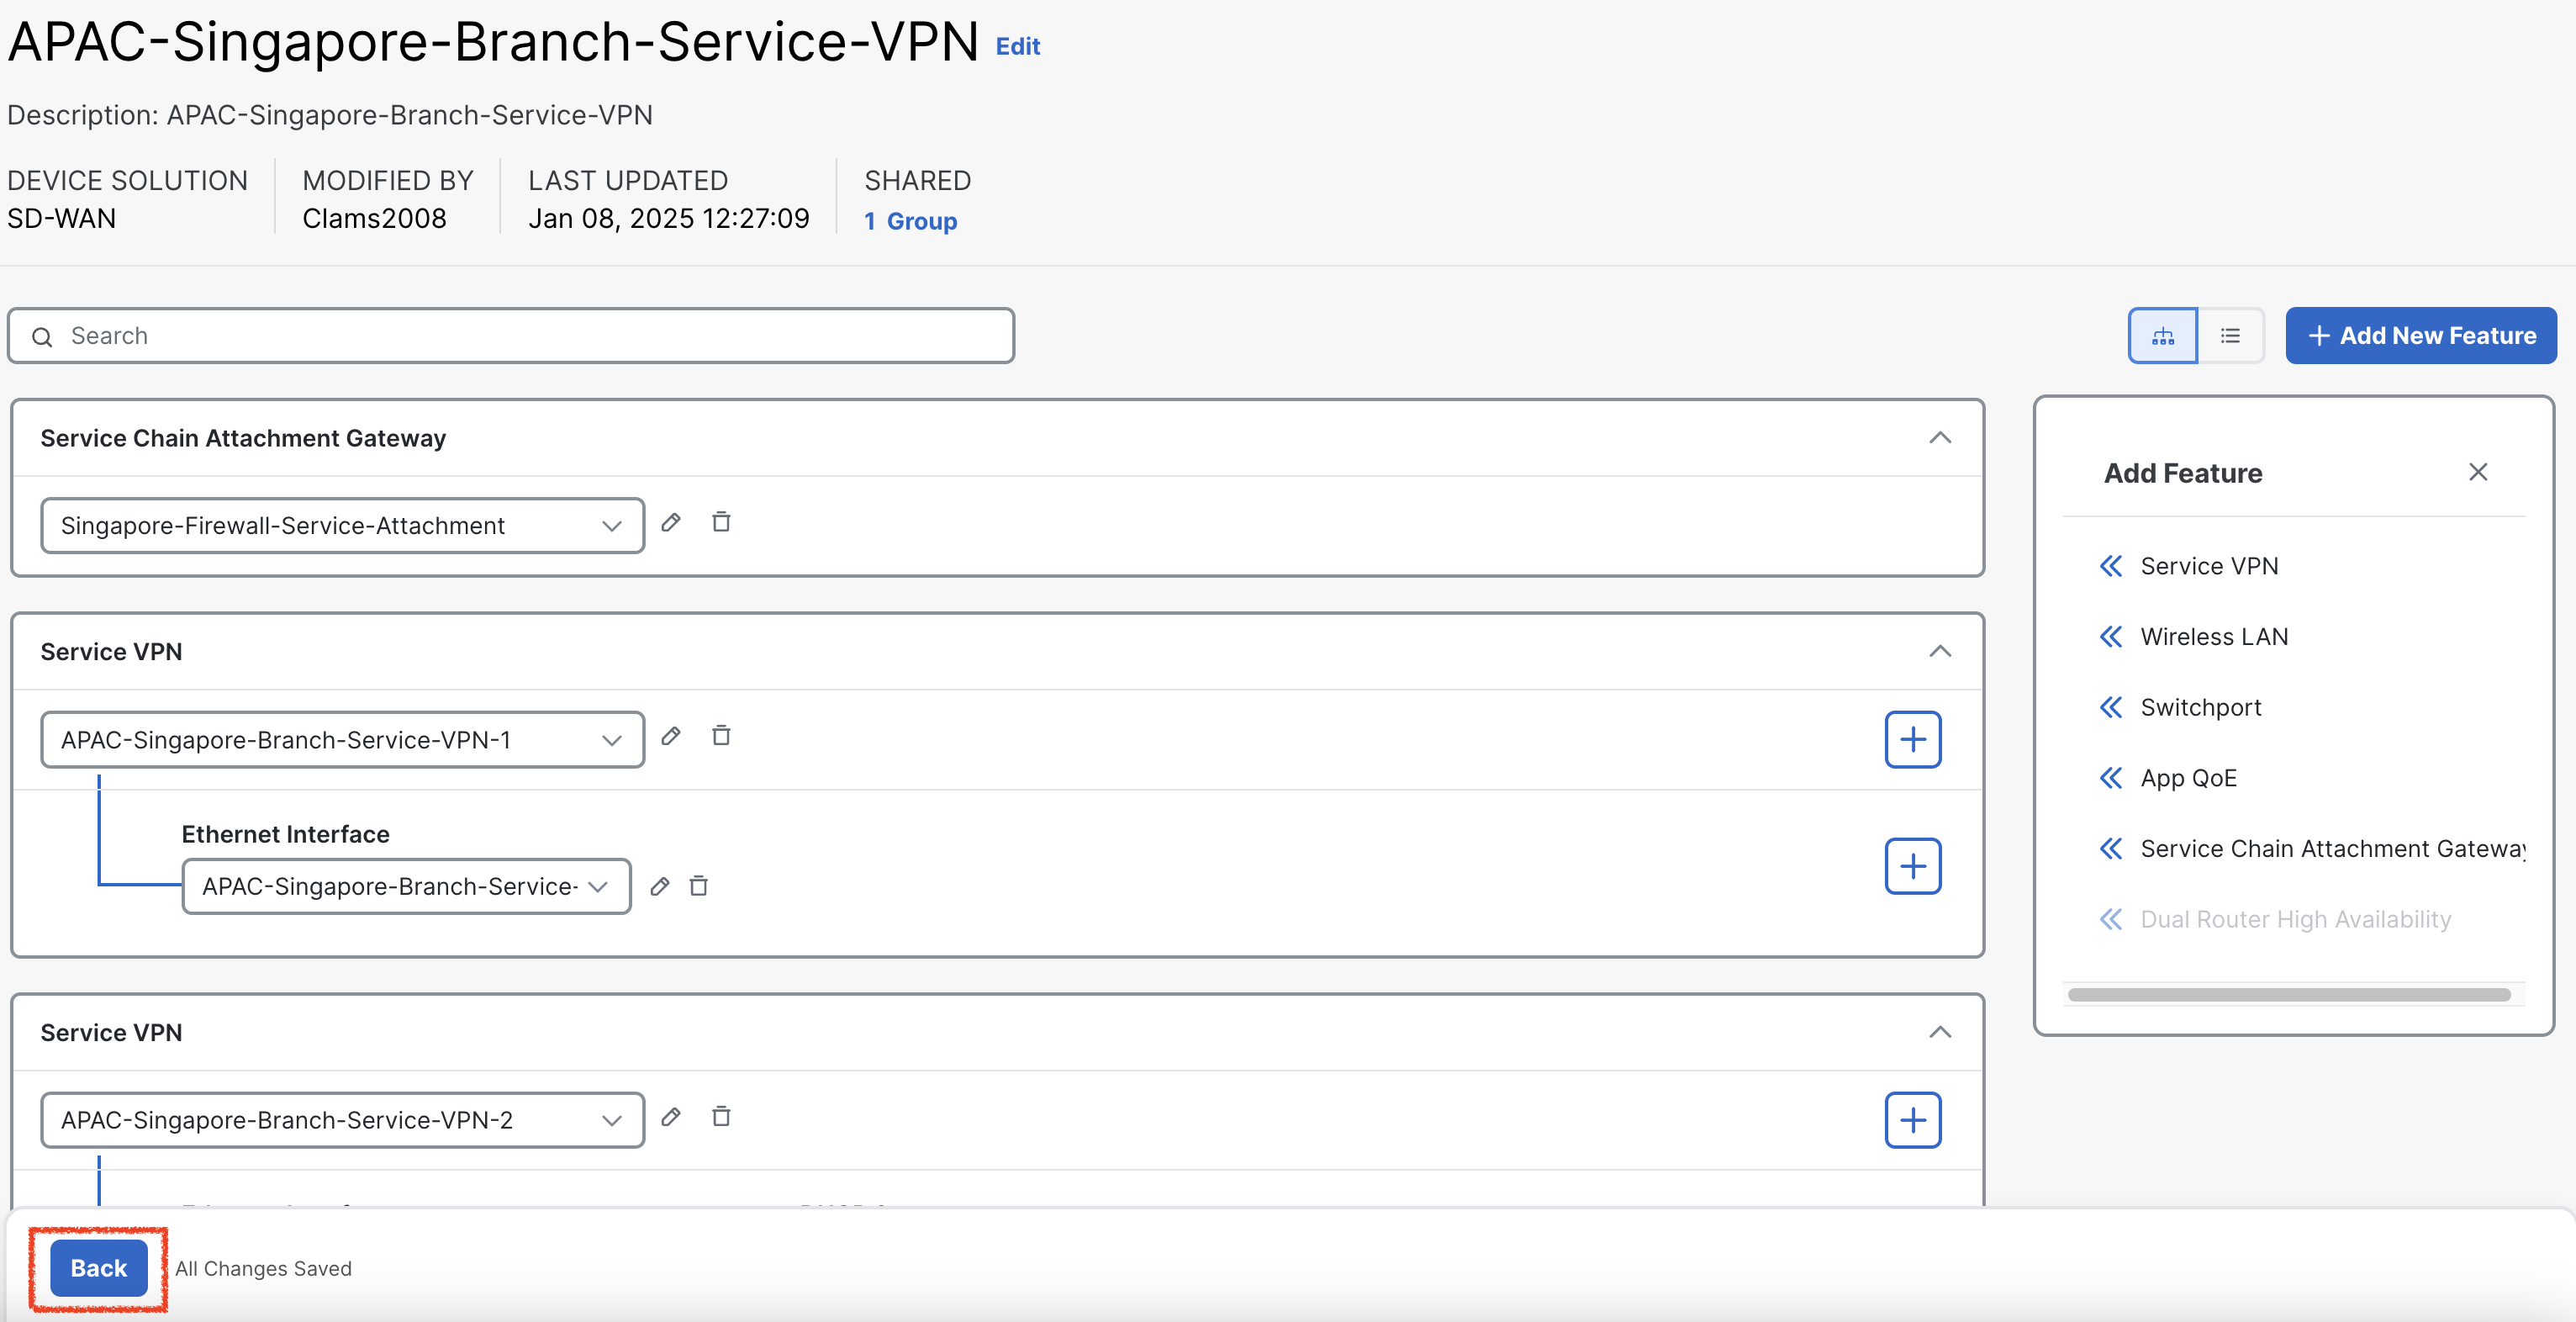 APAC-Singapore-Branch-Service-VPN Edit
Description: APAC-Singapore-Branch-Service-VPN
DEVICE SOLUTION MODIFIED BY LAST UPDATED SHARED
SD-WAN Clams2008 Jan 08, 2025 12:27:09 1 Group
Search
Add New Feature
Service Chain Attachment Gateway
Singapore-Firewall-Service-Attachment
Service VPN
APAC-Singapore-Branch-Service-VPN-1
Ethernet Interface
APAC-Singapore-Branch-Service-
Service VPN
APAC-Singapore-Branch-Service-VPN-2
Add Feature
Service VPN
Wireless LAN
Switchport
App QoE
Service Chain Attachment Gateway
Dual Router High Availability
Back All Changes Saved